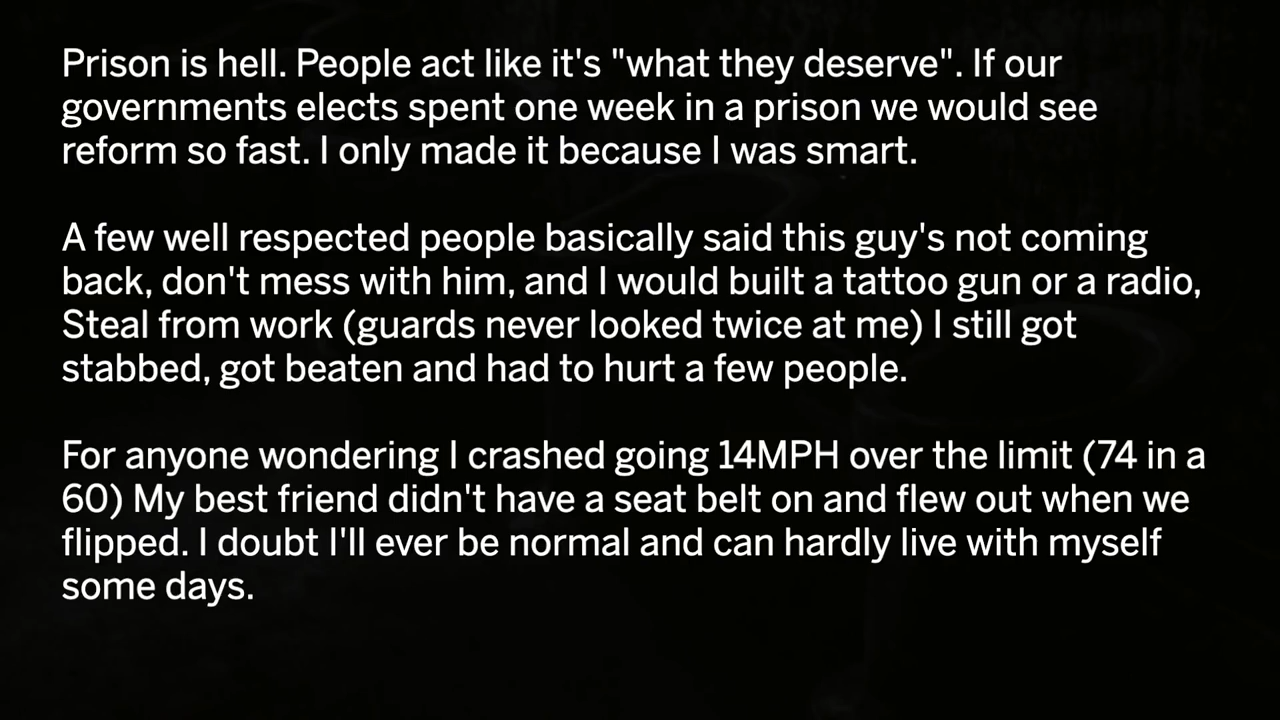 Prison is hell. People act like it's "what they deserve". If our
governments elects spent one week in a prison we would see
reform so fast. I only made it because I was smart.
A few well respected people basically said this guy's not coming
back, don't mess with him, and I would built a tattoo gun or a radio,
Steal from work (guards never looked twice at me) I still got
stabbed, got beaten and had to hurt a few people.
For anyone wondering I crashed going 14MPH over the limit (74 in a
60) My best friend didn't have a seat belt on and flew out when we
flipped. I doubt I'll ever be normal and can hardly live with myself
some days.